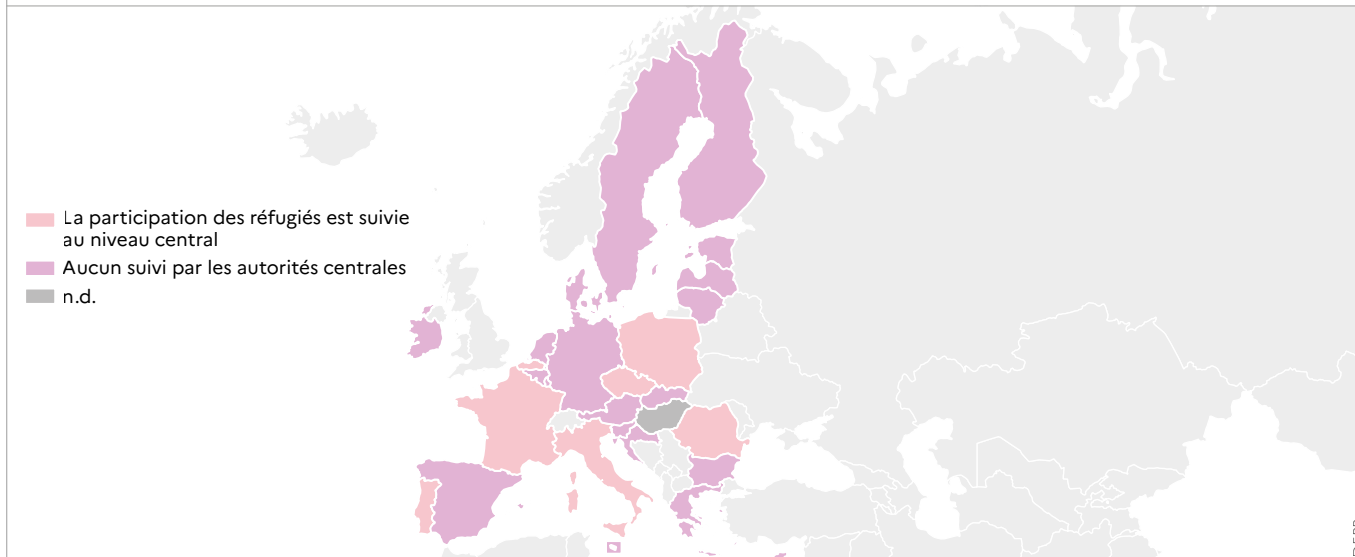 La participation des réfugiés est suivie
au niveau central
Aucun suivi par les autorités centrales
n.d.